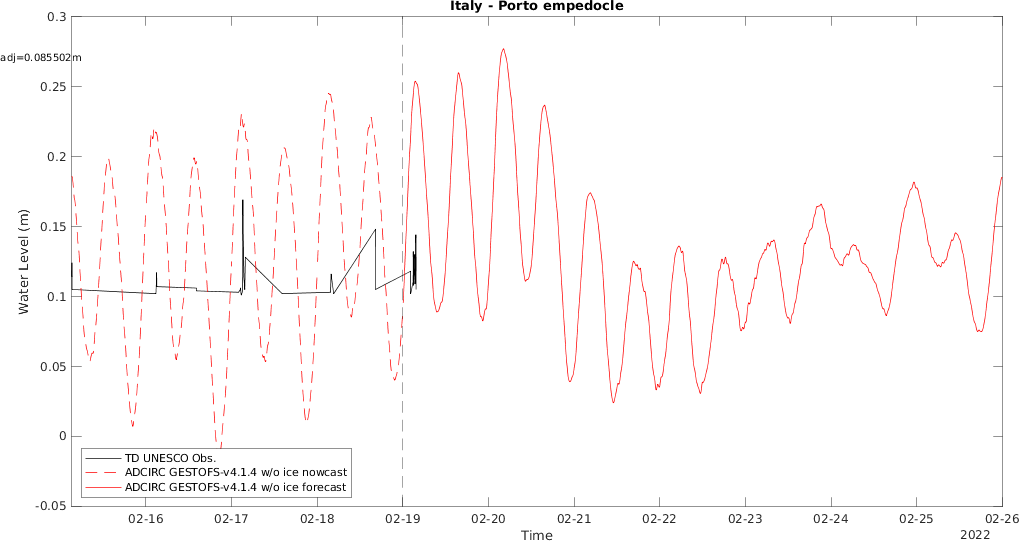 Italy - Porto empedocle
adj=0.085502m
0.3
0.25
0.2
0.15
0.1
0.05
0
-0.05
Water Level (m)
TD UNESCO Obs.
ADCIRC GESTOFS-v4.1.4 w/o ice nowcast
ADCIRC GESTOFS-v4.1.4 w/o ice forecast
02-16 02-17 02-18 02-19 02-20 02-21 02-22 02-23 02-24 02-25 02-26
Time
2022